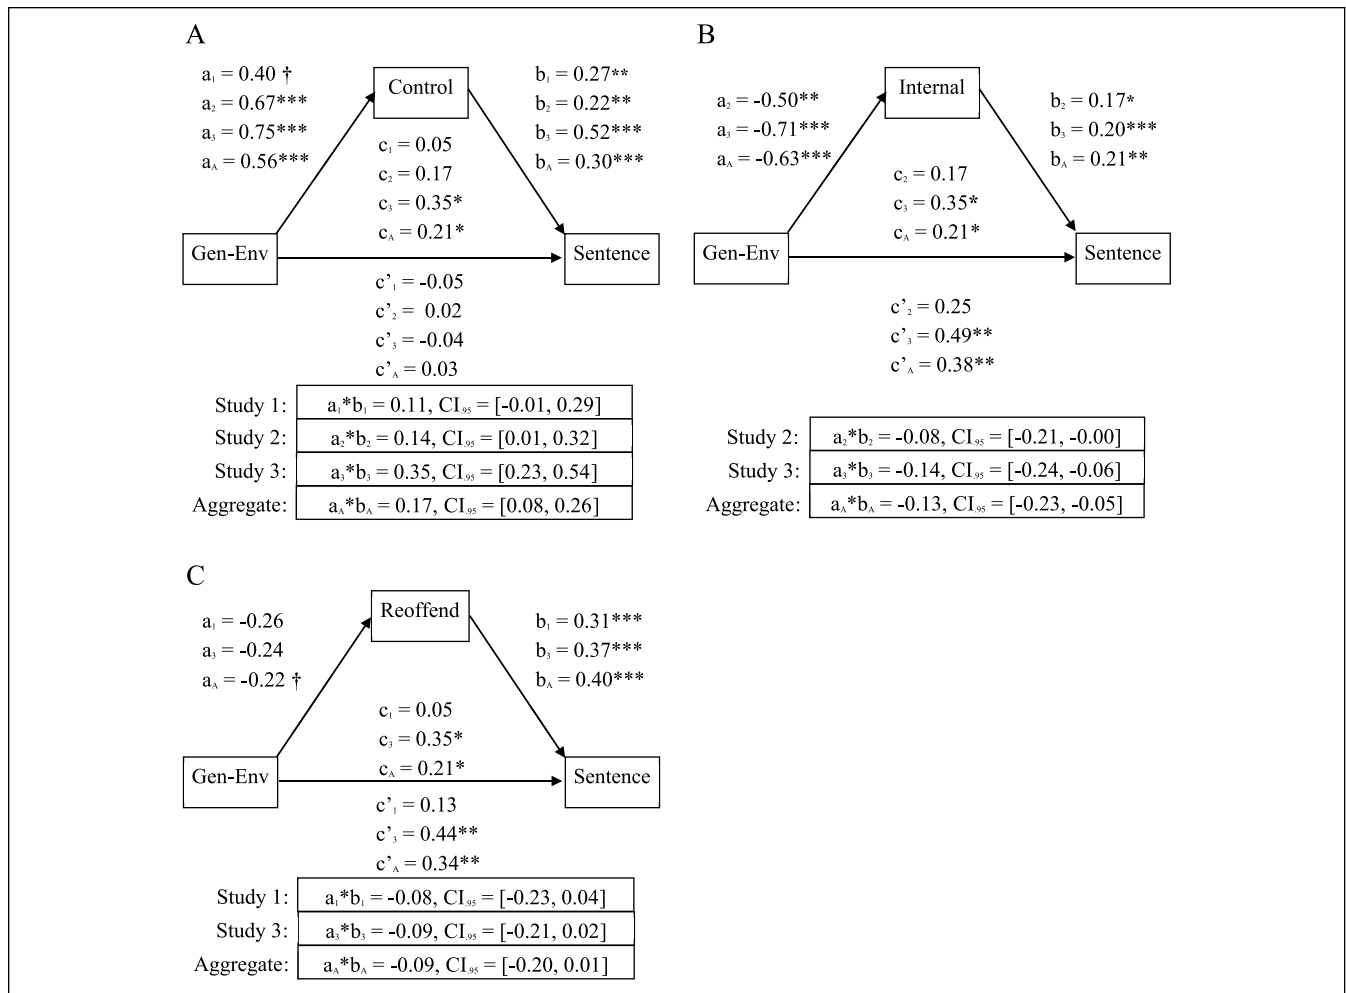 A
a₁ = 0.40 †
a₂ = 0.67***
a₃ = 0.75***
a_A = 0.56***
Control
b₁ = 0.27**
b₂ = 0.22**
b₃ = 0.52***
b_A = 0.30***
c₁ = 0.05
c₂ = 0.17
c₃ = 0.35*
c_A = 0.21*
Gen-Env
Sentence
c’₁ = -0.05
c’₂ = 0.02
c’₃ = -0.04
c’_A = 0.03
Study 1: a₁*b₁ = 0.11, CI.₉₅ = [-0.01, 0.29]
Study 2: a₂*b₂ = 0.14, CI.₉₅ = [0.01, 0.32]
Study 3: a₃*b₃ = 0.35, CI.₉₅ = [0.23, 0.54]
Aggregate: a_A*b_A = 0.17, CI.₉₅ = [0.08, 0.26]
B
a₂ = -0.50**
a₃ = -0.71***
a_A = -0.63***
Internal
b₂ = 0.17*
b₃ = 0.20***
b_A = 0.21**
c₂ = 0.17
c₃ = 0.35*
c_A = 0.21*
Gen-Env
Sentence
c’₂ = 0.25
c’₃ = 0.49**
c’_A = 0.38**
Study 2: a₂*b₂ = -0.08, CI.₉₅ = [-0.21, -0.00]
Study 3: a₃*b₃ = -0.14, CI.₉₅ = [-0.24, -0.06]
Aggregate: a_A*b_A = -0.13, CI.₉₅ = [-0.23, -0.05]
C
a₁ = -0.26
a₃ = -0.24
a_A = -0.22 †
Reoffend
b₁ = 0.31***
b₃ = 0.37***
b_A = 0.40***
c₁ = 0.05
c₃ = 0.35*
c_A = 0.21*
Gen-Env
Sentence
c’₁ = 0.13
c’₃ = 0.44**
c’_A = 0.34**
Study 1: a₁*b₁ = -0.08, CI.₉₅ = [-0.23, 0.04]
Study 3: a₃*b₃ = -0.09, CI.₉₅ = [-0.21, 0.02]
Aggregate: a_A*b_A = -0.09, CI.₉₅ = [-0.20, 0.01]